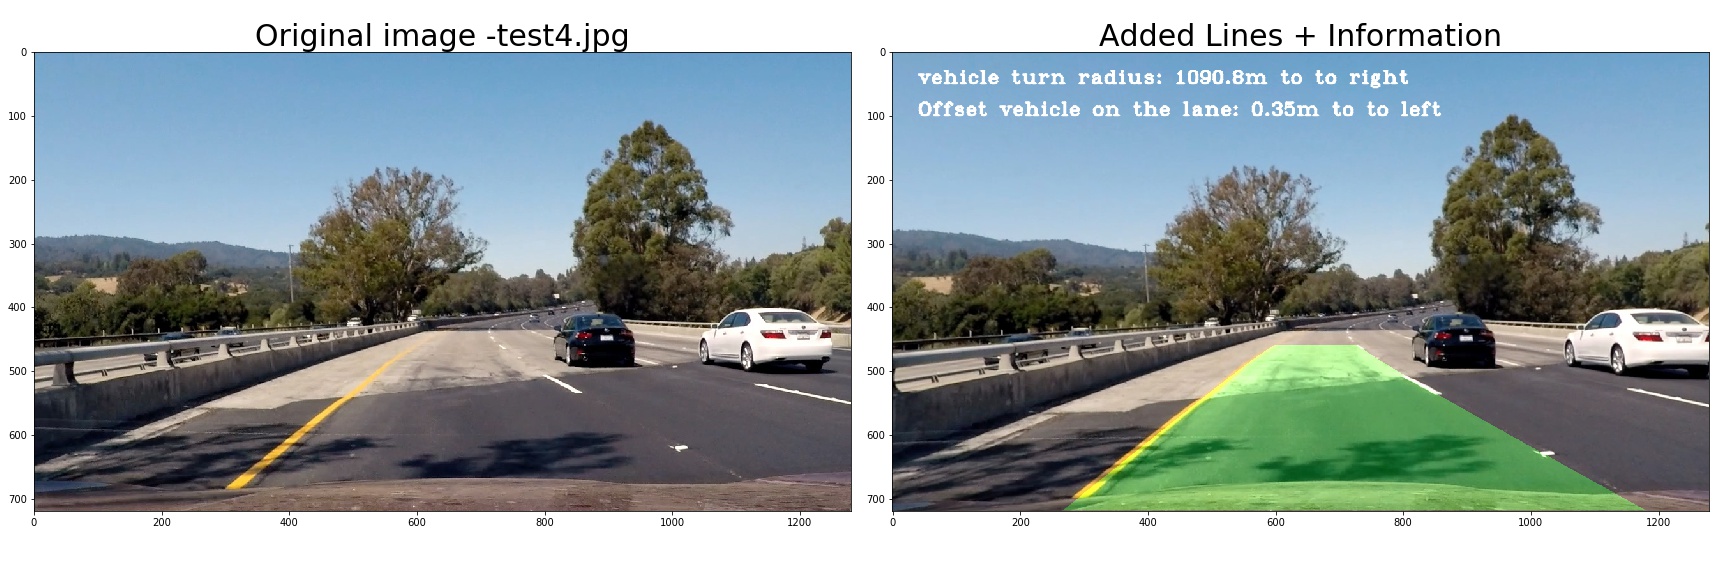 Original image -test4.jpg
Added Lines + Information
0
100
200
300
400
500
600
700
0 200 400 600 800 1000 1200
vehicle turn radius: 1090.8m to to right
Offset vehicle on the lane: 0.35m to to left
0
100
200
300
400
500
600
700
0 200 400 600 800 1000 1200